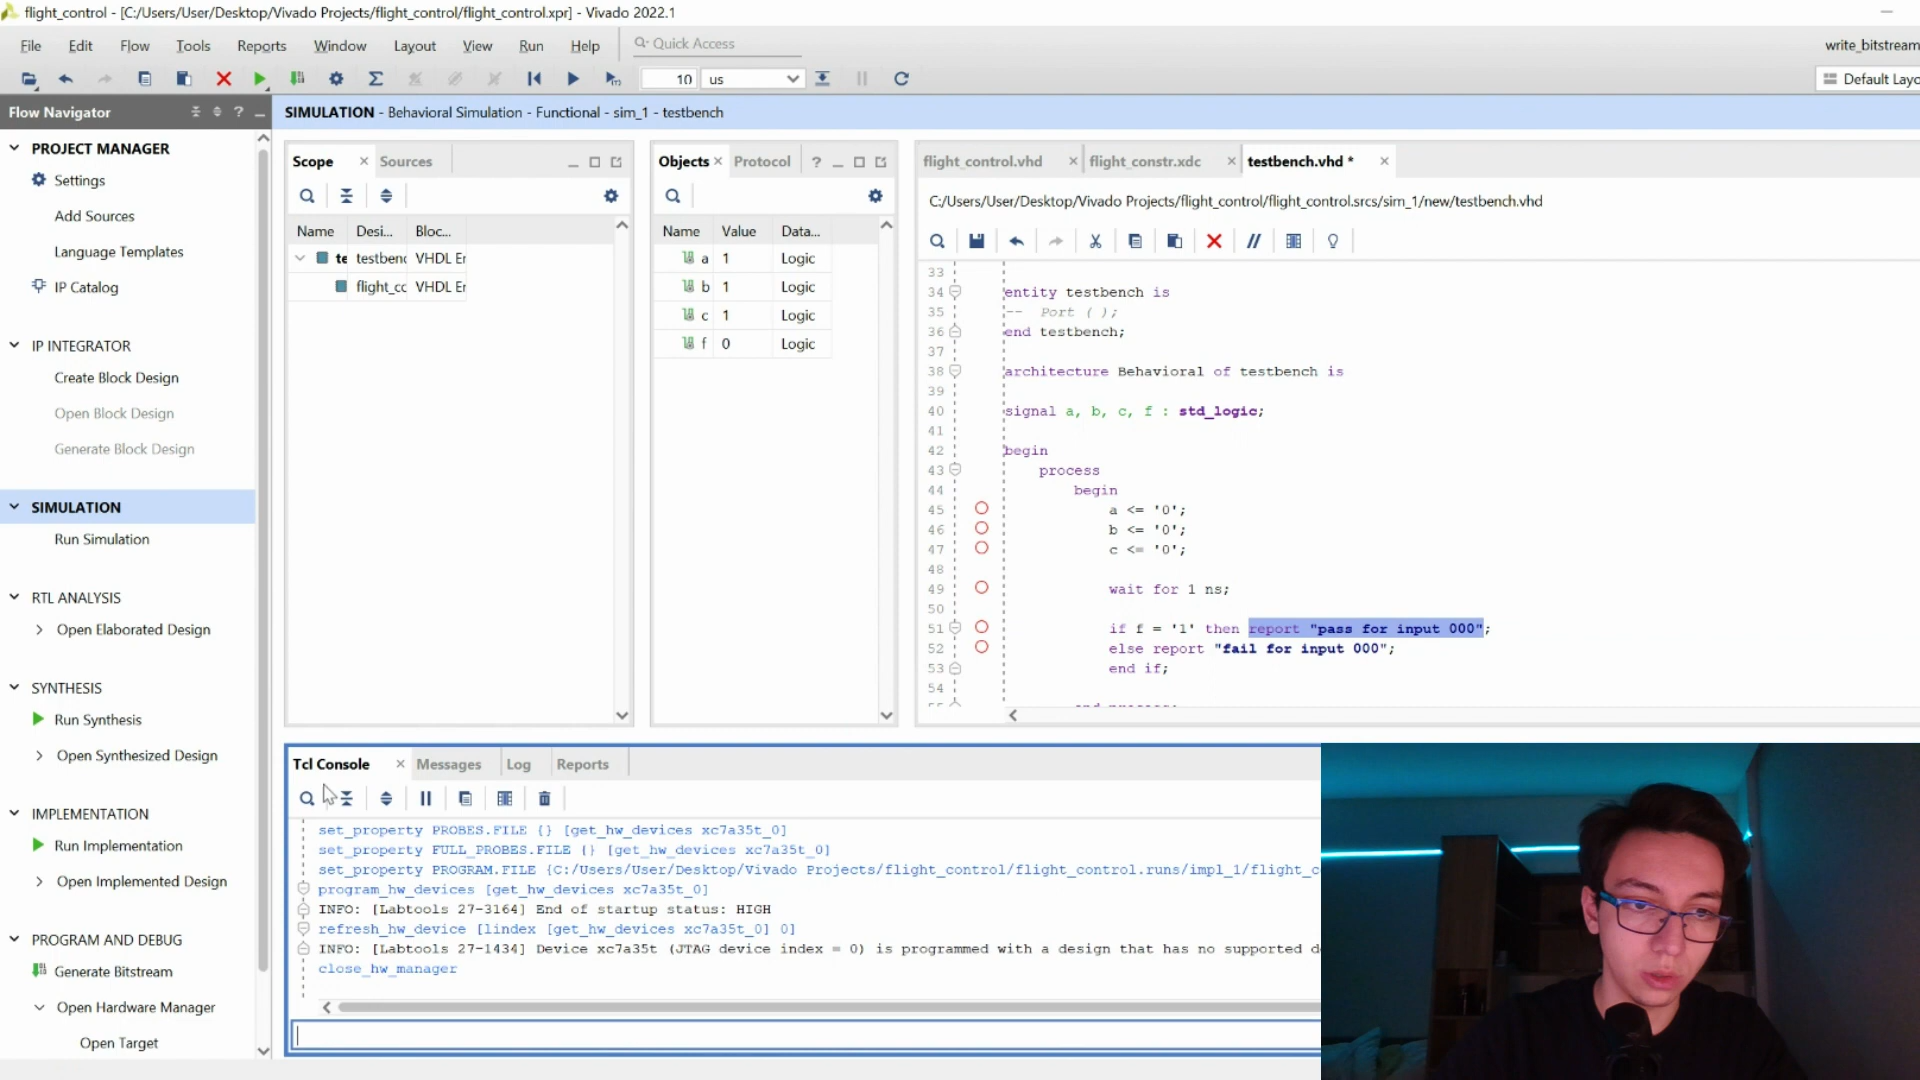 flight_control - [C:/Users/User/Desktop/Vivado Projects/flight_control/flight_control.xpr] - Vivado 2022.1
File Edit Flow Tools Reports Window Layout View Run Help Quick Access
write_bitstream
10 us
Default Layo
Flow Navigator
SIMULATION - Behavioral Simulation - Functional - sim_1 - testbench
PROJECT MANAGER
Settings
Add Sources
Language Templates
IP Catalog
IP INTEGRATOR
Create Block Design
Open Block Design
Generate Block Design
SIMULATION
Run Simulation
RTL ANALYSIS
Open Elaborated Design
SYNTHESIS
Run Synthesis
Open Synthesized Design
IMPLEMENTATION
Run Implementation
Open Implemented Design
PROGRAM AND DEBUG
Generate Bitstream
Open Hardware Manager
Open Target
Scope Sources
Name Desi... Bloc...
te testbenc VHDL Er
flight_cc VHDL Er
Objects Protocol
Name Value Data...
a 1 Logic
b 1 Logic
c 1 Logic
f 0 Logic
flight_control.vhd flight_constr.xdc testbench.vhd *
C:/Users/User/Desktop/Vivado Projects/flight_control/flight_control.srcs/sim_1/new/testbench.vhd
33
34 entity testbench is
35 -- Port ( );
36 end testbench;
37
38 architecture Behavioral of testbench is
39
40 signal a, b, c, f : std_logic;
41
42 begin
43 process
44 begin
45 a <= '0';
46 b <= '0';
47 c <= '0';
48
49 wait for 1 ns;
50
51 if f = '1' then report "pass for input 000";
52 else report "fail for input 000";
53 end if;
54
Tcl Console Messages Log Reports
set_property PROBES.FILE {} [get_hw_devices xc7a35t_0]
set_property FULL_PROBES.FILE {} [get_hw_devices xc7a35t_0]
set_property PROGRAM.FILE {C:/Users/User/Desktop/Vivado Projects/flight_control/flight_control.runs/impl_1/flight_c
program_hw_devices [get_hw_devices xc7a35t_0]
INFO: [Labtools 27-3164] End of startup status: HIGH
refresh_hw_device [lindex [get_hw_devices xc7a35t_0] 0]
INFO: [Labtools 27-1434] Device xc7a35t (JTAG device index = 0) is programmed with a design that has no supported d
close_hw_manager